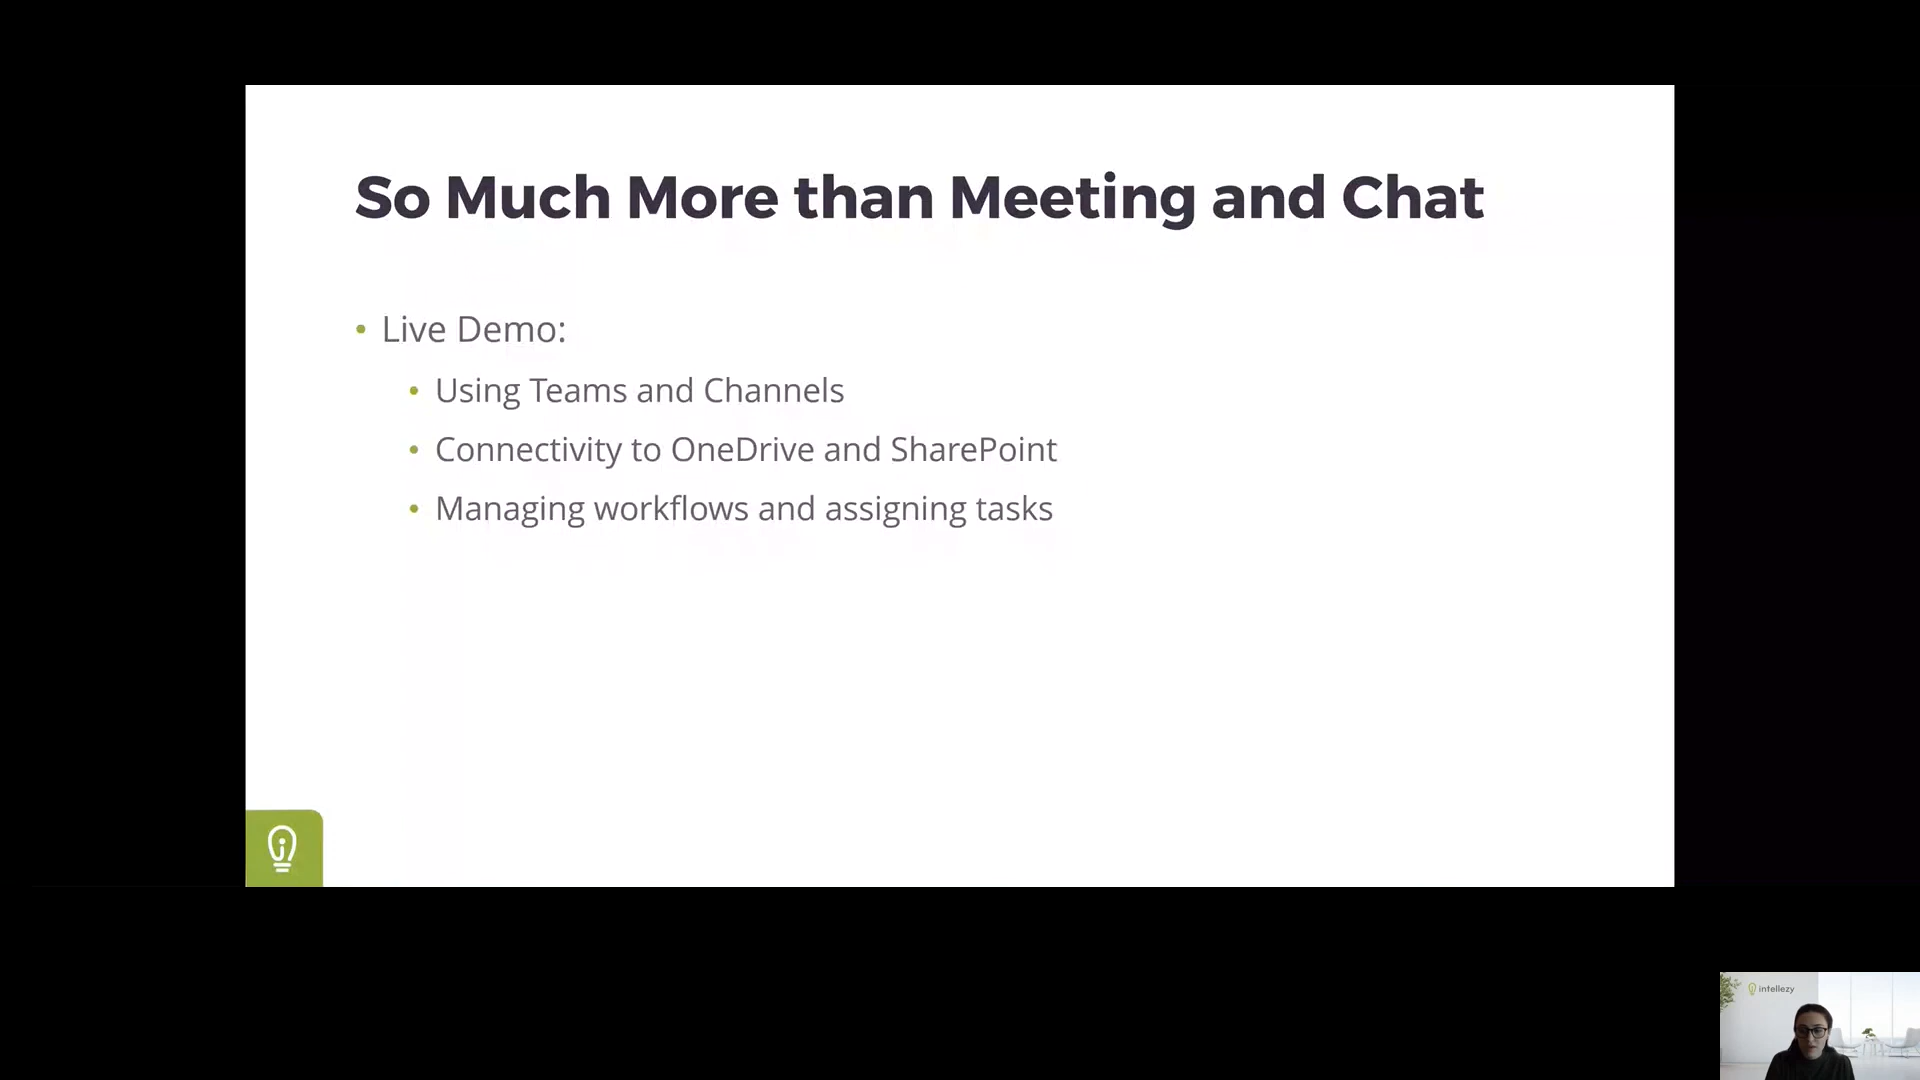 So Much More than Meeting and Chat
• Live Demo:
• Using Teams and Channels
• Connectivity to OneDrive and SharePoint
• Managing workflows and assigning tasks
intellezy